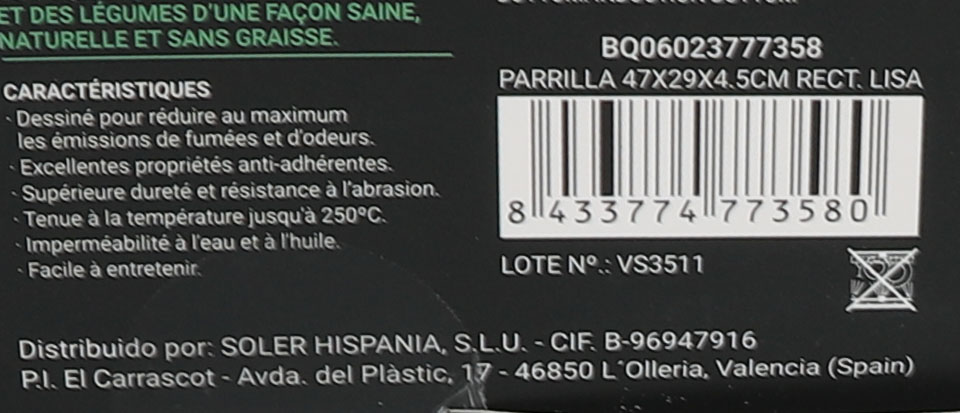 ET DES LÉGUMES D'UNE FAÇON SAINE,
NATURELLE ET SANS GRAISSE.
CARACTÉRISTIQUES
· Dessiné pour réduire au maximum
les émissions de fumées et d'odeurs.
· Excellentes propriétés anti-adhérentes.
· Supérieure dureté et résistance à l'abrasion.
· Tenue à la température jusqu'à 250ºC.
· Imperméabilité à l'eau et à l'huile.
· Facile à entretenir.
BQ06023777358
PARRILLA 47X29X4.5CM RECT. LISA
8 433774 773580
LOTE Nº.: VS3511
Distribuido por: SOLER HISPANIA, S.L.U. - CIF. B-96947916
P.I. El Carrascot - Avda. del Plàstic, 17 - 46850 L´Olleria, Valencia (Spain)